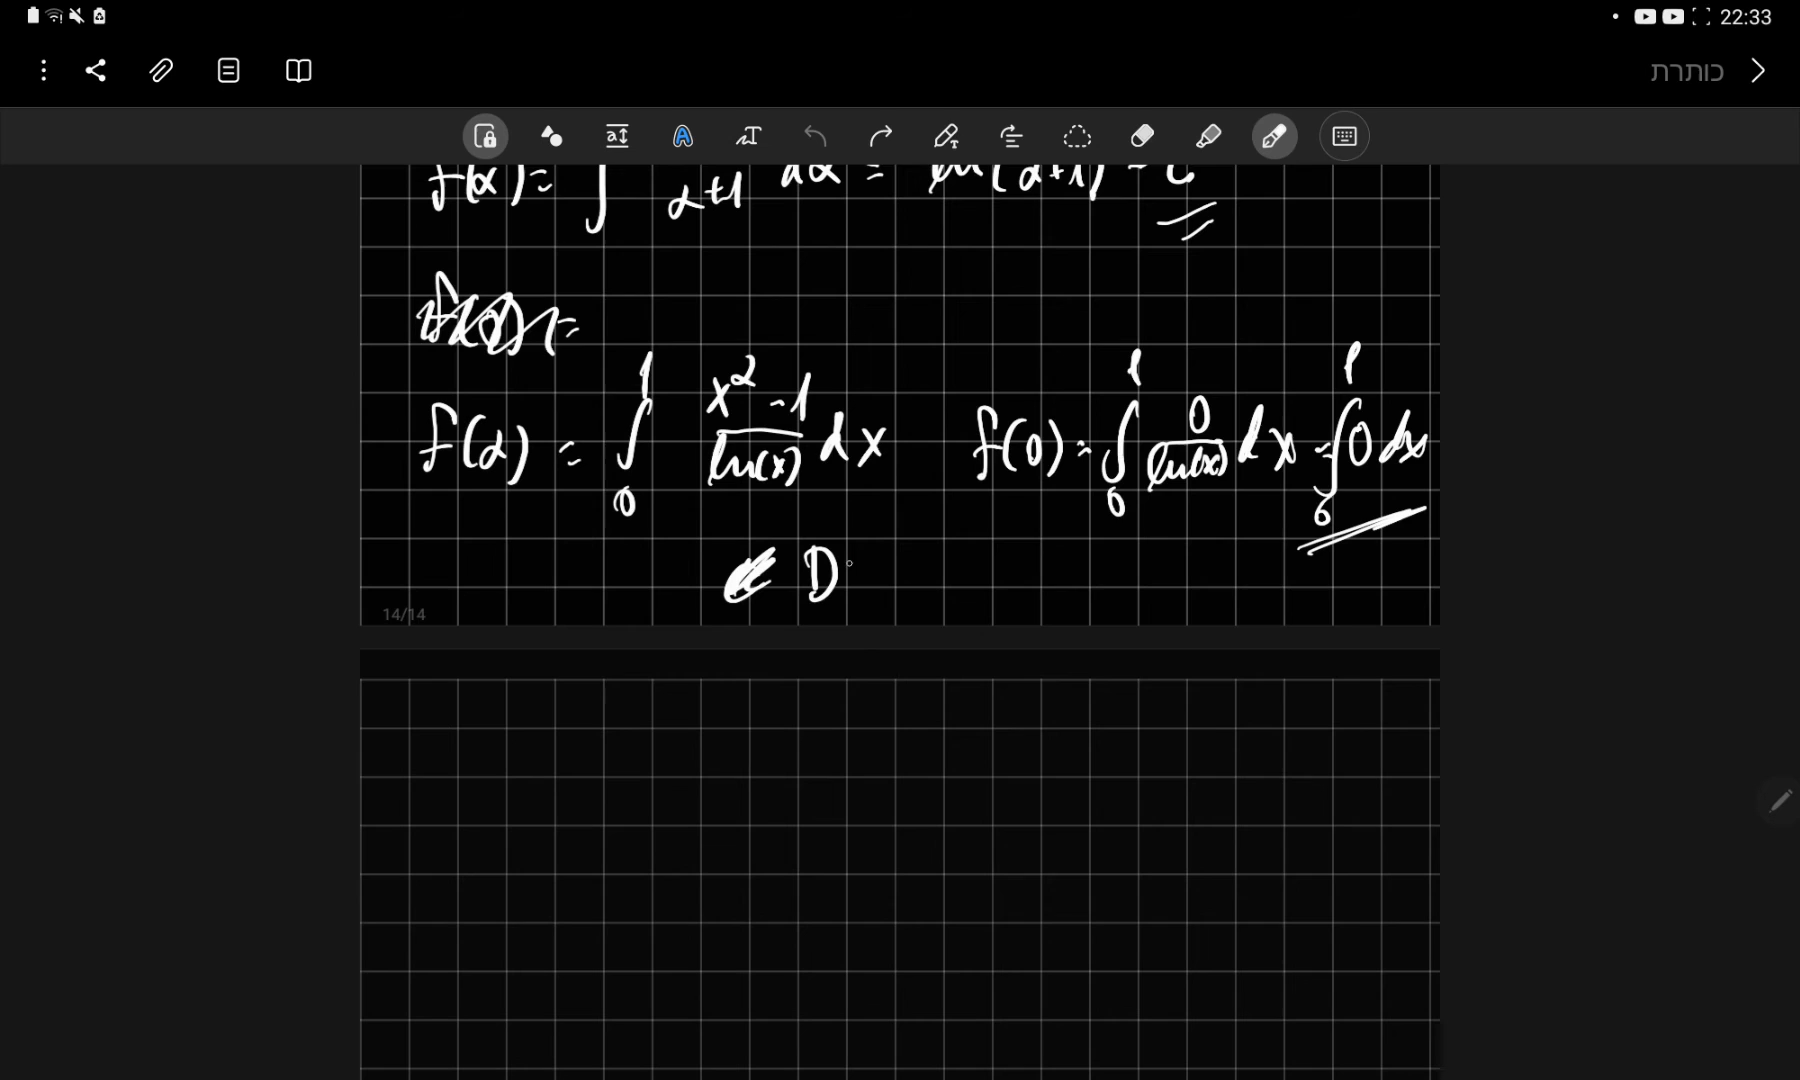 22:33
כותרת
f(α) = ∫ α+1 dα = ln(α+1) - C
f(α) = ∫₀¹ (x^α - 1)/ln(x) dx f(0) = ∫₀¹ 0/ln(x) dx = ∫₀¹ 0 dx
D
14/14